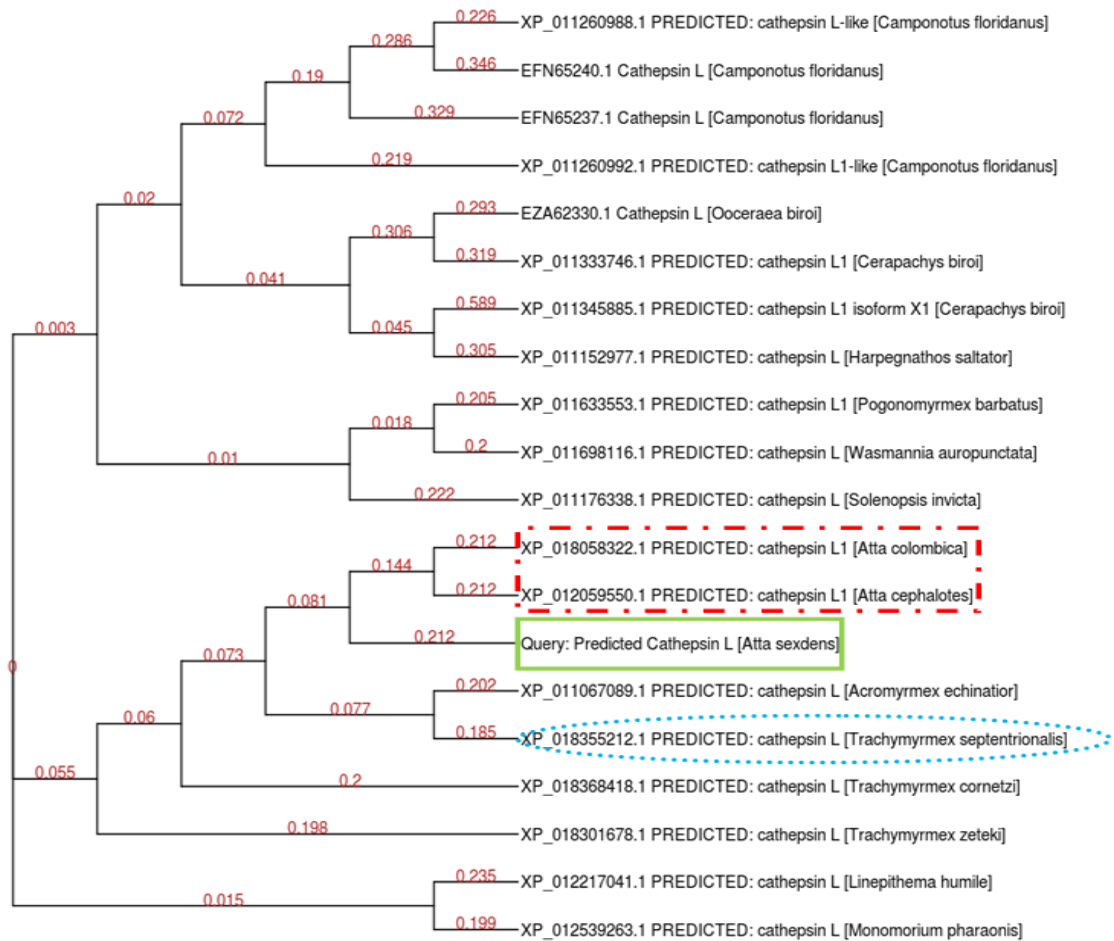 0.226 XP_011260988.1 PREDICTED: cathepsin L-like [Camponotus floridanus]
0.286
0.346 EFN65240.1 Cathepsin L [Camponotus floridanus]
0.19
0.329 EFN65237.1 Cathepsin L [Camponotus floridanus]
0.072
0.219 XP_011260992.1 PREDICTED: cathepsin L1-like [Camponotus floridanus]
0.02
0.293 EZA62330.1 Cathepsin L [Ooceraea biroi]
0.306
0.319 XP_011333746.1 PREDICTED: cathepsin L1 [Cerapachys biroi]
0.041
0.589 XP_011345885.1 PREDICTED: cathepsin L1 isoform X1 [Cerapachys biroi]
0.003
0.045
0.305 XP_011152977.1 PREDICTED: cathepsin L [Harpegnathos saltator]
0.205 XP_011633553.1 PREDICTED: cathepsin L1 [Pogonomyrmex barbatus]
0.018
0.2 XP_011698116.1 PREDICTED: cathepsin L [Wasmannia auropunctata]
0.01
0.222 XP_011176338.1 PREDICTED: cathepsin L [Solenopsis invicta]
0.212 XP_018058322.1 PREDICTED: cathepsin L1 [Atta colombica]
0.144
0.212 XP_012059550.1 PREDICTED: cathepsin L1 [Atta cephalotes]
0.081
0.212 Query: Predicted Cathepsin L [Atta sexdens]
0.073
0
0.202 XP_011067089.1 PREDICTED: cathepsin L [Acromyrmex echinatior]
0.077
0.06
0.185 XP_018355212.1 PREDICTED: cathepsin L [Trachymyrmex septentrionalis]
0.055
0.2 XP_018368418.1 PREDICTED: cathepsin L [Trachymyrmex cornetzi]
0.198 XP_018301678.1 PREDICTED: cathepsin L [Trachymyrmex zeteki]
0.235 XP_012217041.1 PREDICTED: cathepsin L [Linepithema humile]
0.015
0.199 XP_012539263.1 PREDICTED: cathepsin L [Monomorium pharaonis]